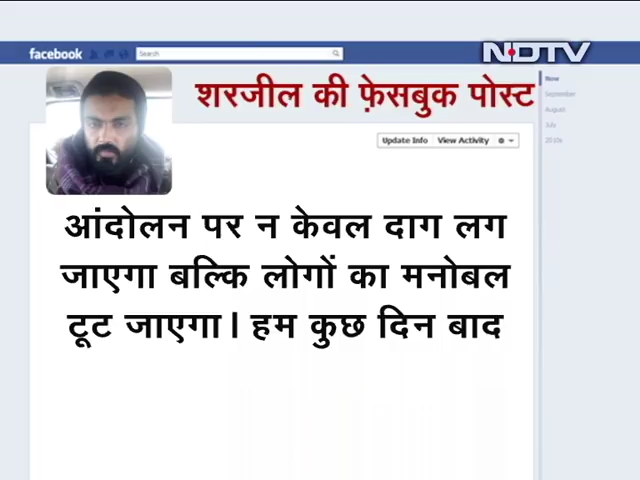 facebook
Search
NDTV
शरजील की फ़ेसबुक पोस्ट
Now
September
August
July
Update Info
View Activity
आंदोलन पर न केवल दाग लग
जाएगा बल्कि लोगों का मनोबल
टूट जाएगा। हम कुछ दिन बाद